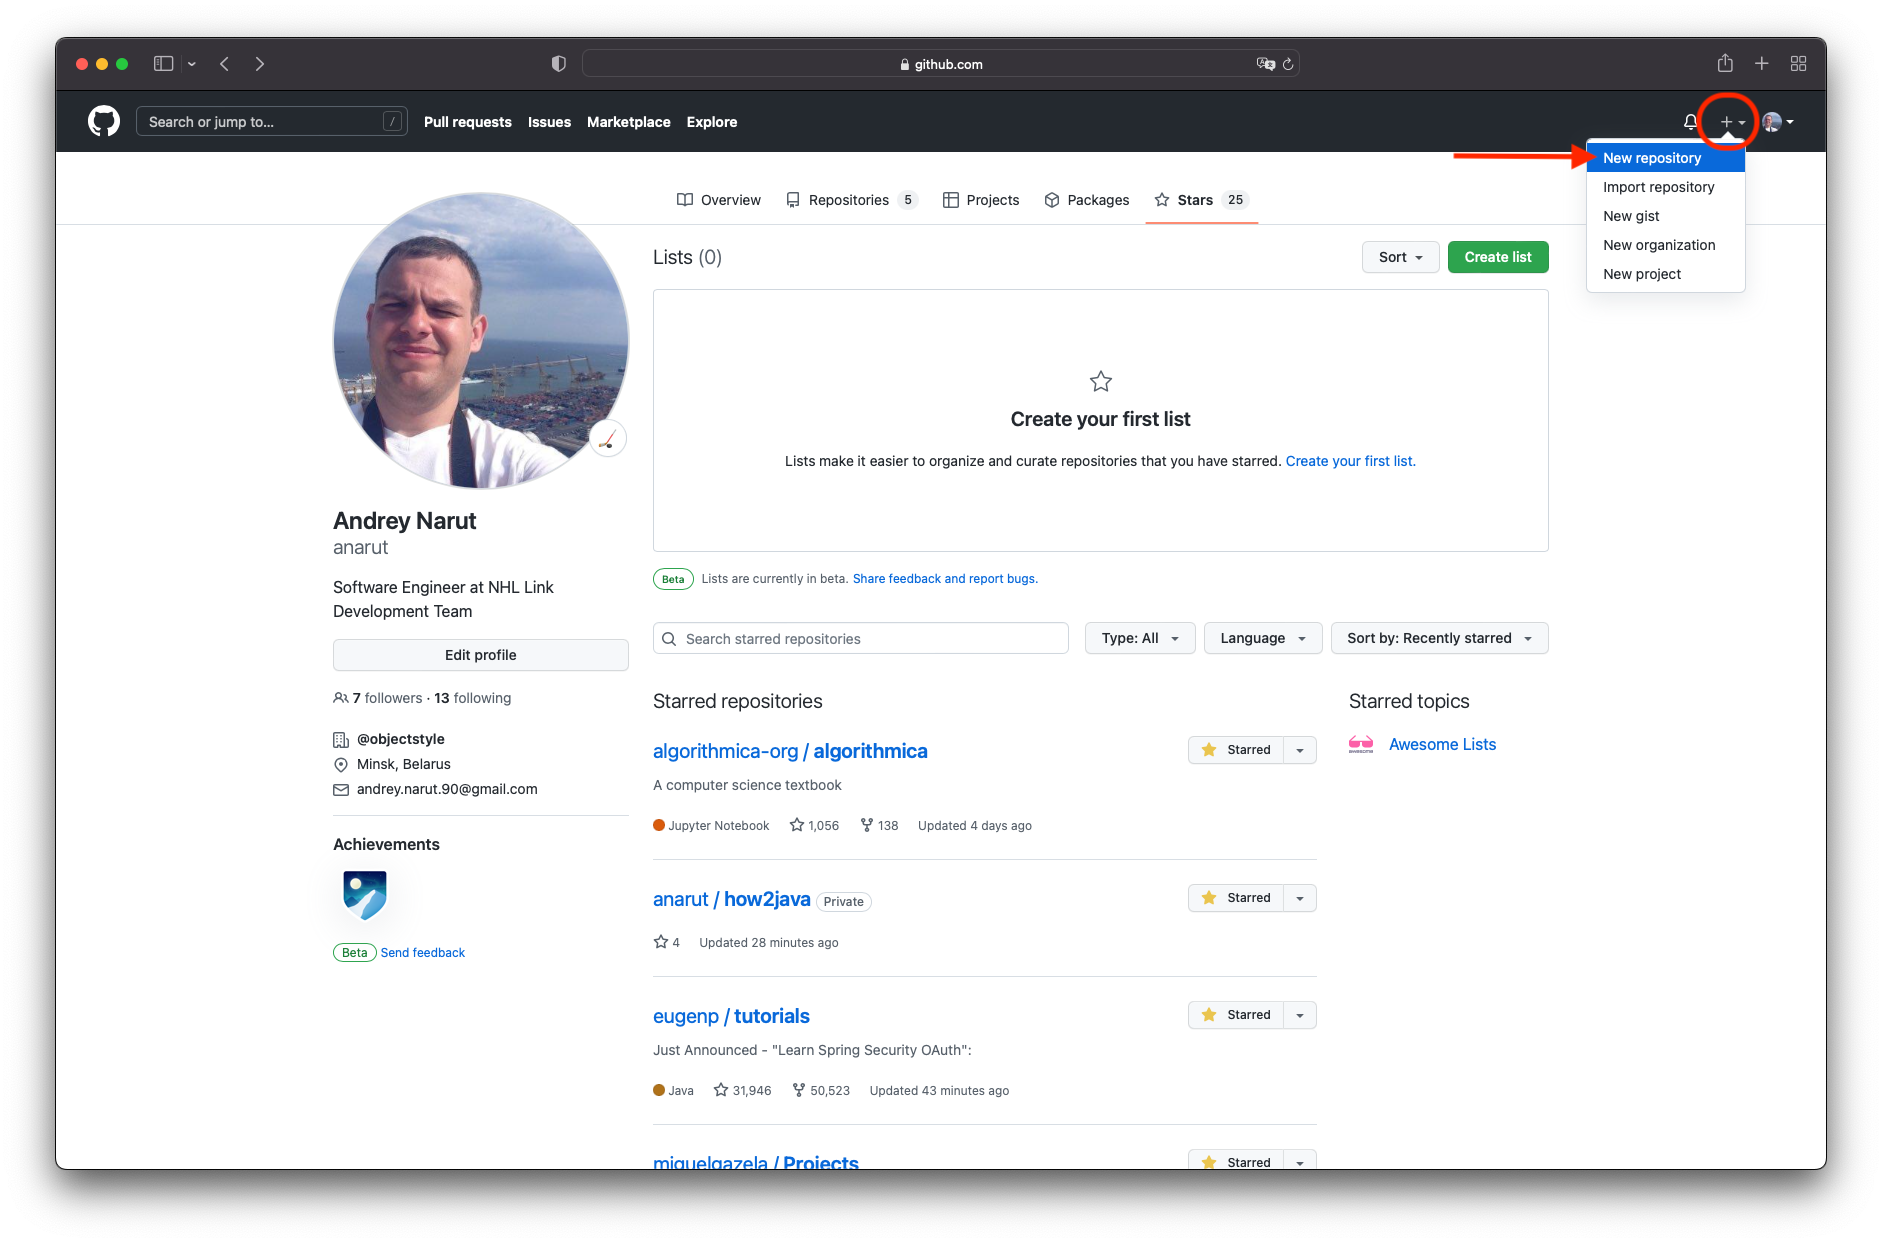 github.com
Search or jump to...
/
Pull requests
Issues
Marketplace
Explore
New repository
Import repository
New gist
New organization
New project
Overview
Repositories 5
Projects
Packages
Stars 25
Lists (0)
Sort
Create list
Create your first list
Lists make it easier to organize and curate repositories that you have starred. Create your first list.
Andrey Narut
anarut
Software Engineer at NHL Link
Development Team
Edit profile
7 followers · 13 following
@objectstyle
Minsk, Belarus
andrey.narut.90@gmail.com
Achievements
Beta Send feedback
Beta Lists are currently in beta. Share feedback and report bugs.
Search starred repositories
Type: All
Language
Sort by: Recently starred
Starred repositories
algorithmica-org / algorithmica
Starred
A computer science textbook
Jupyter Notebook 1,056 138 Updated 4 days ago
anarut / how2java Private
Starred
4 Updated 28 minutes ago
eugenp / tutorials
Starred
Just Announced - "Learn Spring Security OAuth":
Java 31,946 50,523 Updated 43 minutes ago
miguelgazela / Projects
Starred
Starred topics
Awesome Lists